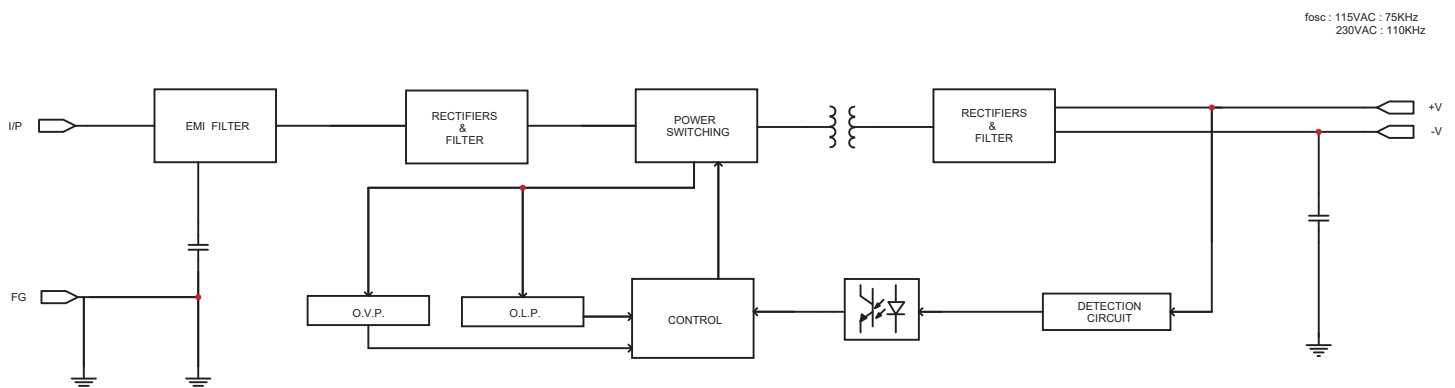 fosc : 115VAC : 75KHz
230VAC : 110KHz
I/P
EMI FILTER
RECTIFIERS
&
FILTER
POWER
SWITCHING
RECTIFIERS
&
FILTER
+V
-V
FG
O.V.P.
O.L.P.
CONTROL
DETECTION
CIRCUIT